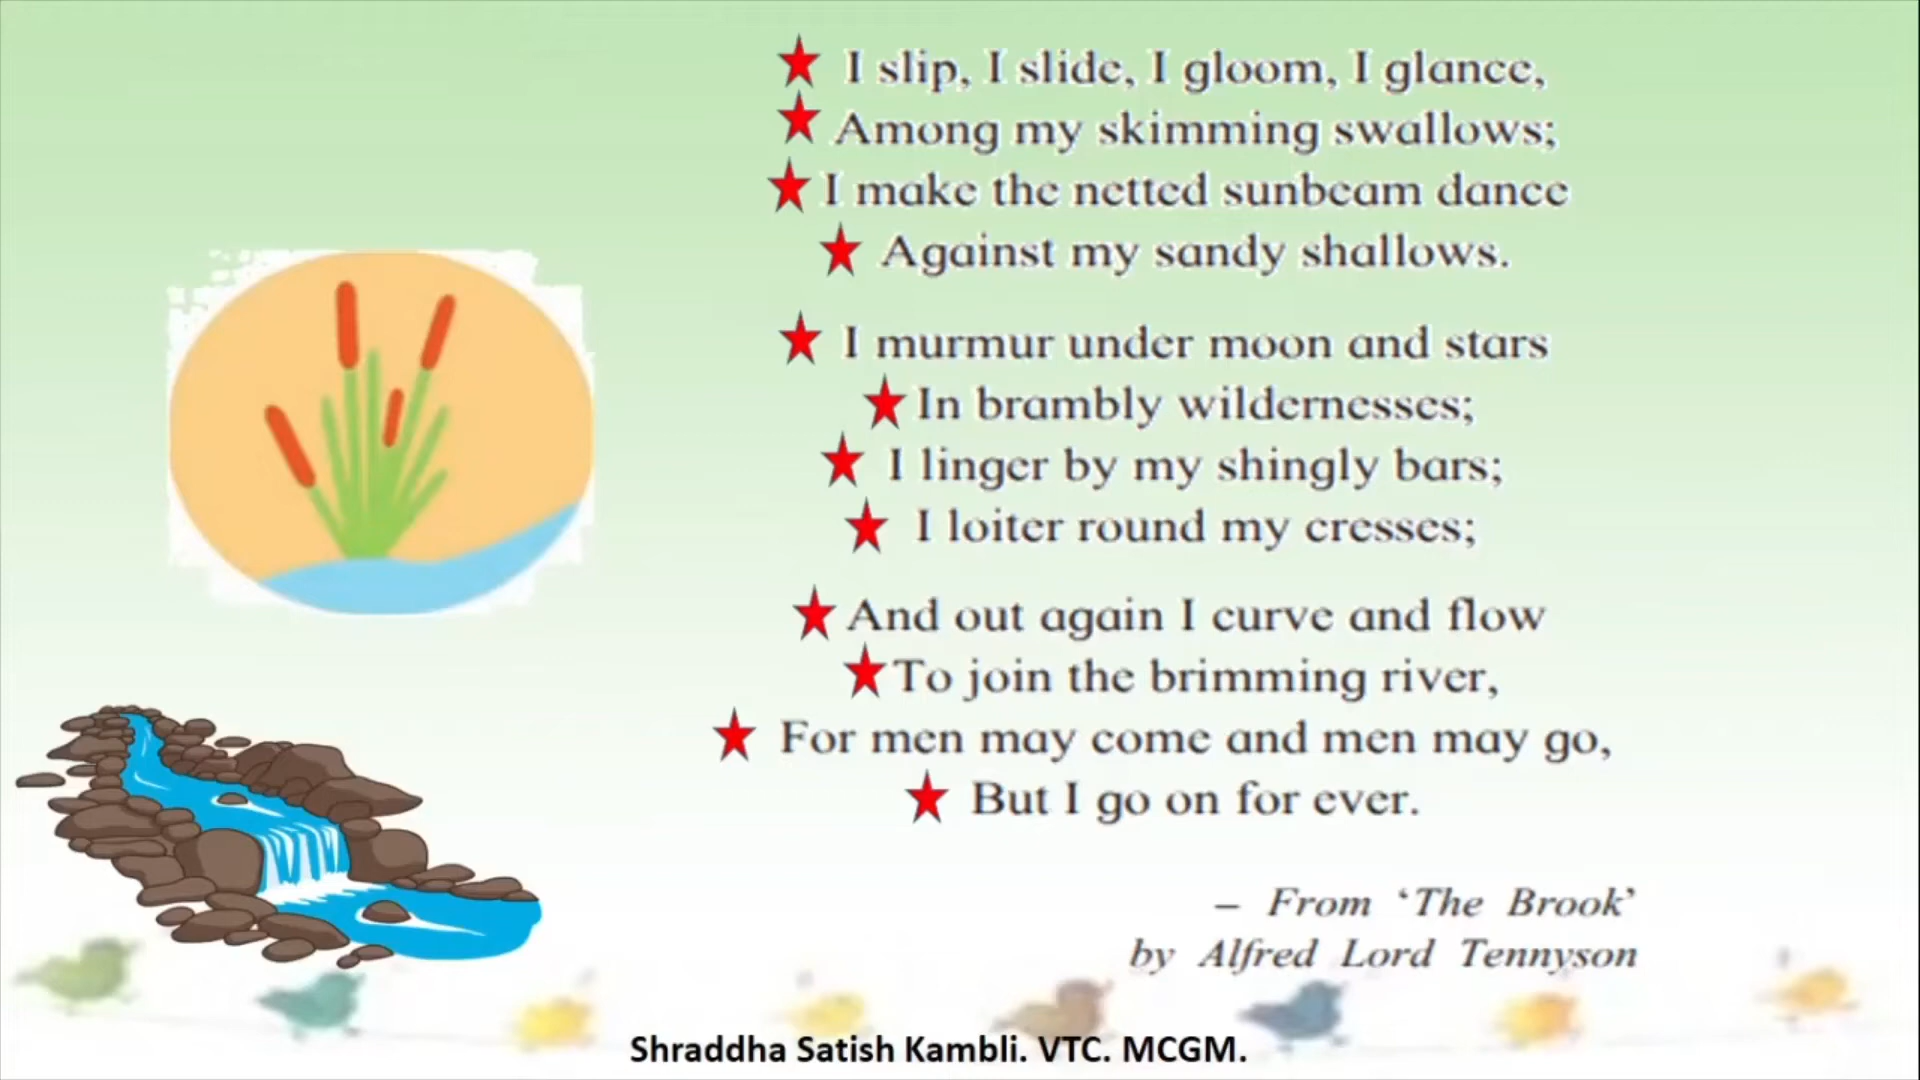 I slip, I slide, I gloom, I glance,
Among my skimming swallows;
I make the netted sunbeam dance
Against my sandy shallows.
I murmur under moon and stars
In brambly wildernesses;
I linger by my shingly bars;
I loiter round my cresses;
And out again I curve and flow
To join the brimming river,
For men may come and men may go,
But I go on for ever.
– From ‘The Brook’
by Alfred Lord Tennyson
Shraddha Satish Kambli. VTC. MCGM.